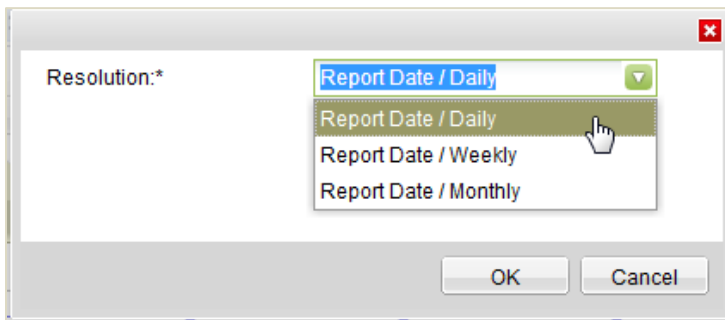 Resolution:* Report Date / Daily
Report Date / Daily
Report Date / Weekly
Report Date / Monthly
OK Cancel